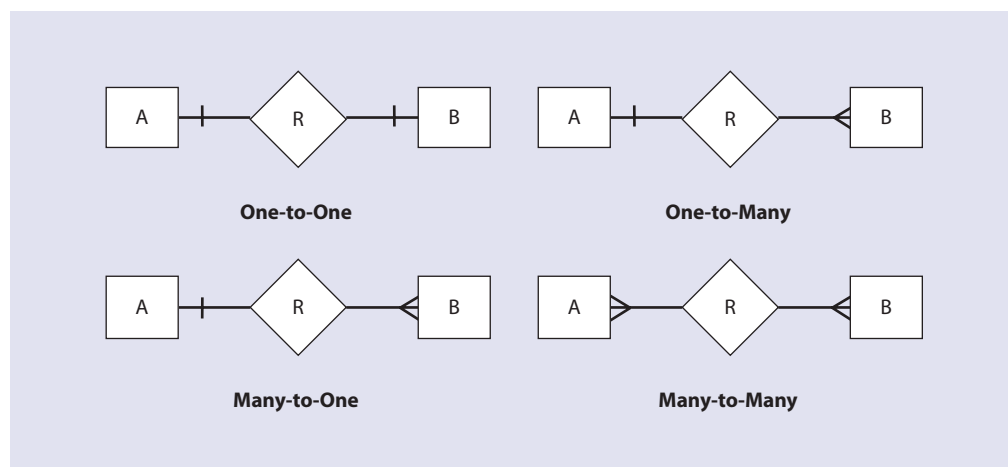 A R B A R B
One-to-One One-to-Many
A R B A R B
Many-to-One Many-to-Many